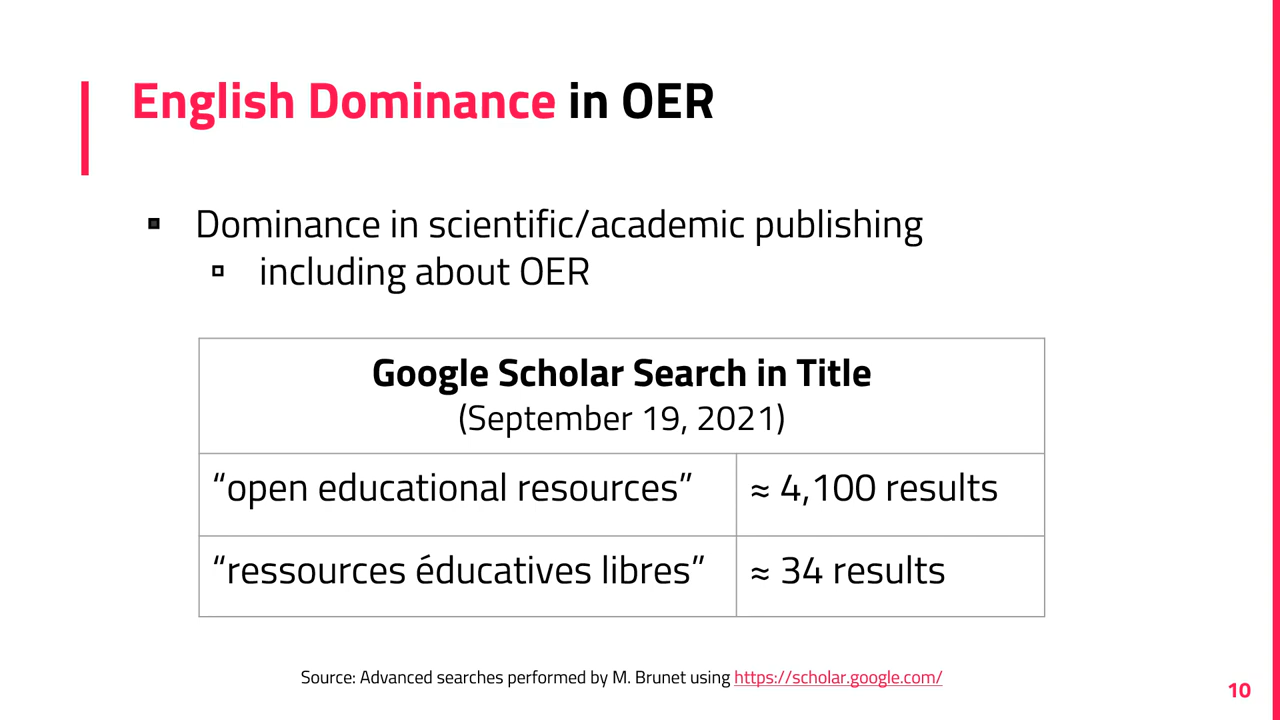 English Dominance in OER
Dominance in scientific/academic publishing
including about OER
Google Scholar Search in Title
(September 19, 2021)
“open educational resources” ≈ 4,100 results
“ressources éducatives libres” ≈ 34 results
Source: Advanced searches performed by M. Brunet using https://scholar.google.com/
10